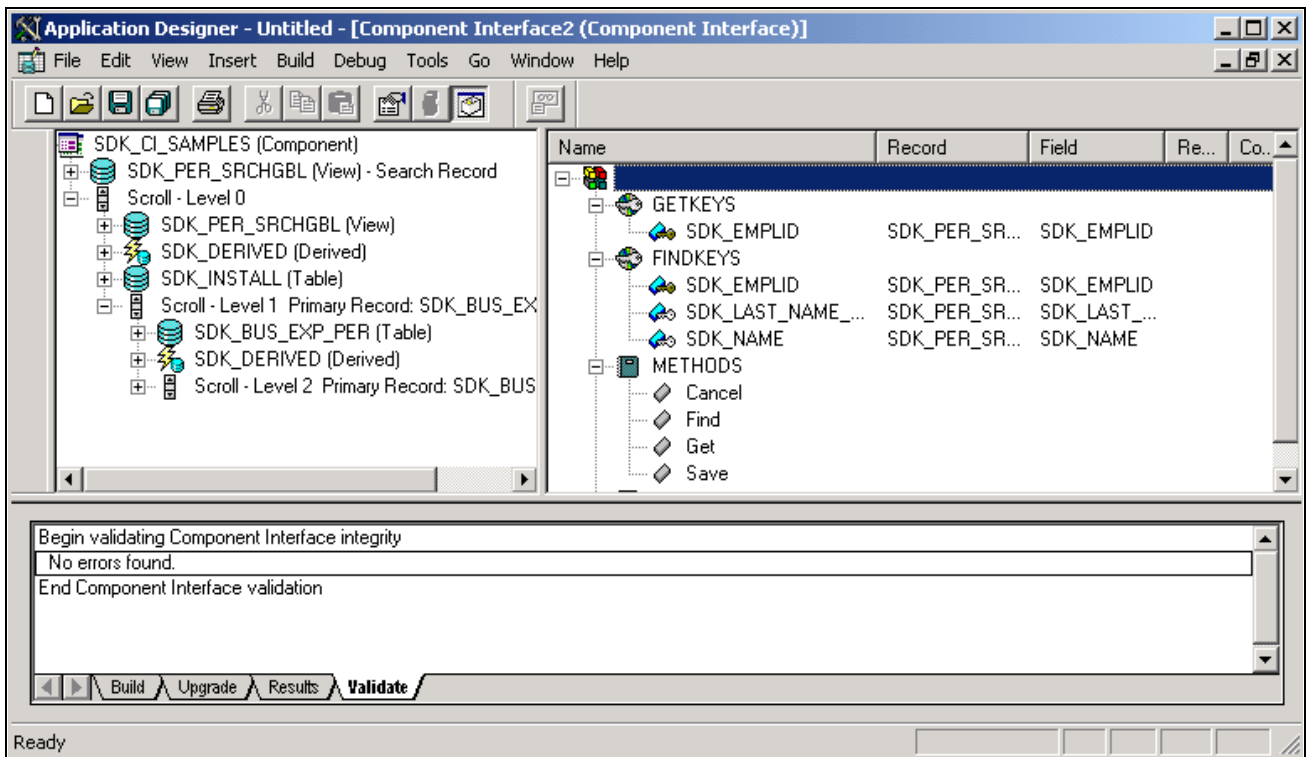 Application Designer - Untitled - [Component Interface2 (Component Interface)]
File Edit View Insert Build Debug Tools Go Window Help
SDK_CI_SAMPLES (Component)
SDK_PER_SRCHGBL (View) - Search Record
Scroll - Level 0
SDK_PER_SRCHGBL (View)
SDK_DERIVED (Derived)
SDK_INSTALL (Table)
Scroll - Level 1 Primary Record: SDK_BUS_EX
SDK_BUS_EXP_PER (Table)
SDK_DERIVED (Derived)
Scroll - Level 2 Primary Record: SDK_BUS
Name Record Field Re... Co..
GETKEYS
SDK_EMPLID SDK_PER_SR... SDK_EMPLID
FINDKEYS
SDK_EMPLID SDK_PER_SR... SDK_EMPLID
SDK_LAST_NAME_... SDK_PER_SR... SDK_LAST_...
SDK_NAME SDK_PER_SR... SDK_NAME
METHODS
Cancel
Find
Get
Save
Begin validating Component Interface integrity
No errors found.
End Component Interface validation
Build Upgrade Results Validate
Ready